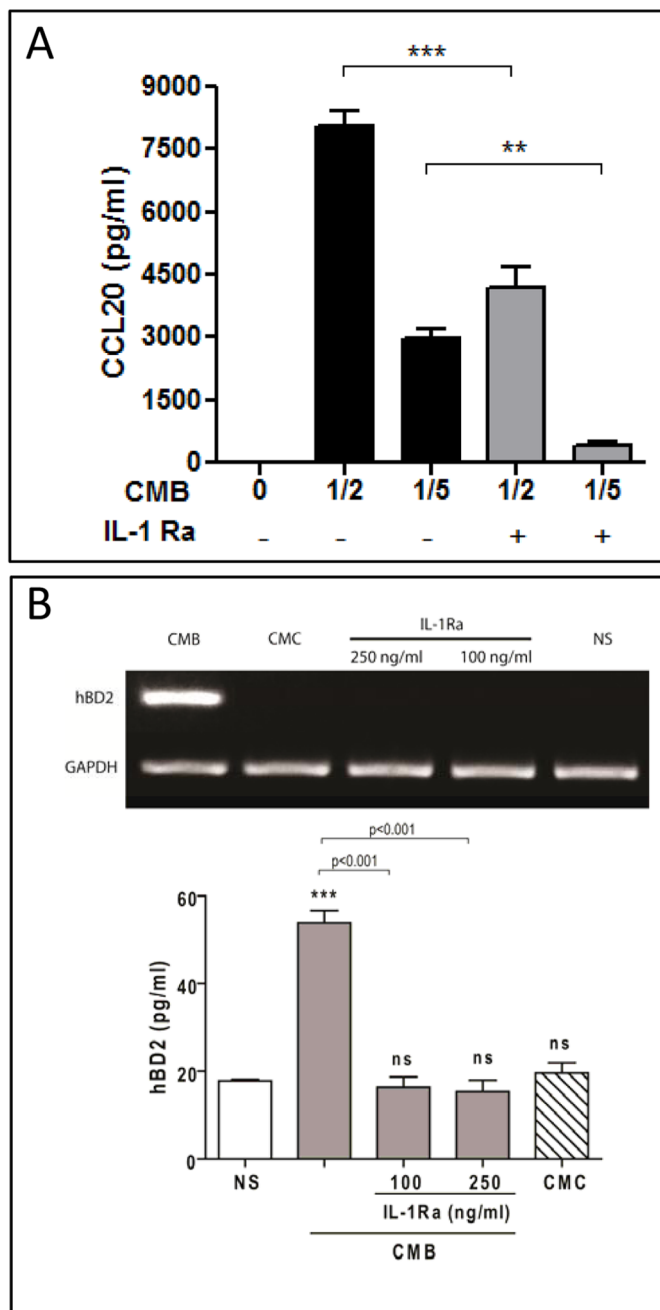 A
***
**
9000
7500
6000
4500
3000
1500
0
CCL20 (pg/ml)
CMB 0 1/2 1/5 1/2 1/5
IL-1 Ra - - - + +
B
IL-1Ra
CMB CMC 250 ng/ml 100 ng/ml NS
hBD2
GAPDH
p<0.001
p<0.001
***
ns ns ns
60
40
20
0
hBD2 (pg/ml)
NS 100 250 CMC
IL-1Ra (ng/ml)
CMB